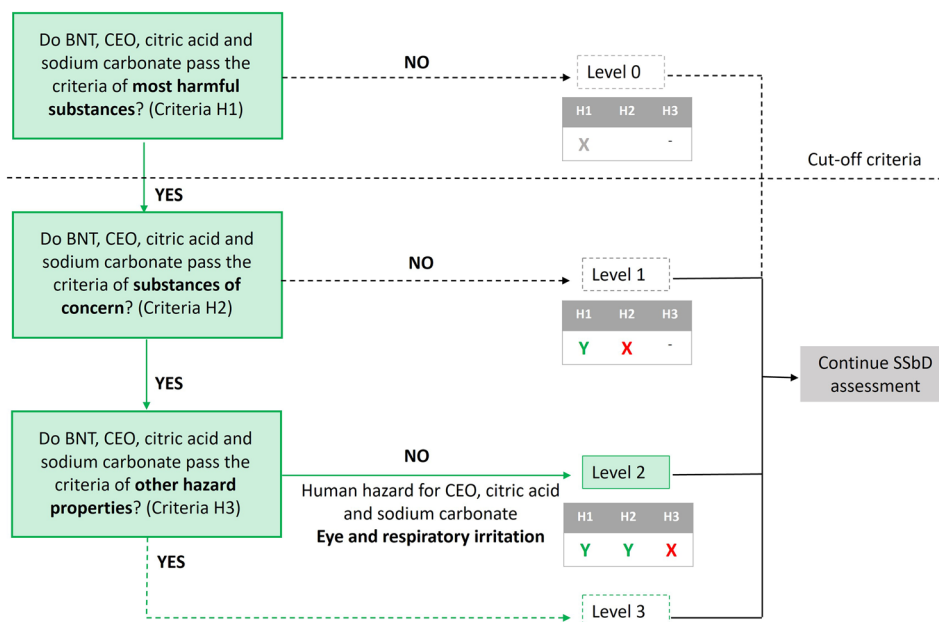 Do BNT, CEO, citric acid and
sodium carbonate pass the
criteria of most harmful
substances? (Criteria H1)
NO
Level 0
H1 H2 H3
X -
Cut-off criteria
YES
Do BNT, CEO, citric acid and
sodium carbonate pass the
criteria of substances of
concern? (Criteria H2)
NO
Level 1
H1 H2 H3
Y X -
Continue SSbD
assessment
YES
Do BNT, CEO, citric acid and
sodium carbonate pass the
criteria of other hazard
properties? (Criteria H3)
NO
Human hazard for CEO, citric acid
and sodium carbonate
Eye and respiratory irritation
Level 2
H1 H2 H3
Y Y X
YES
Level 3